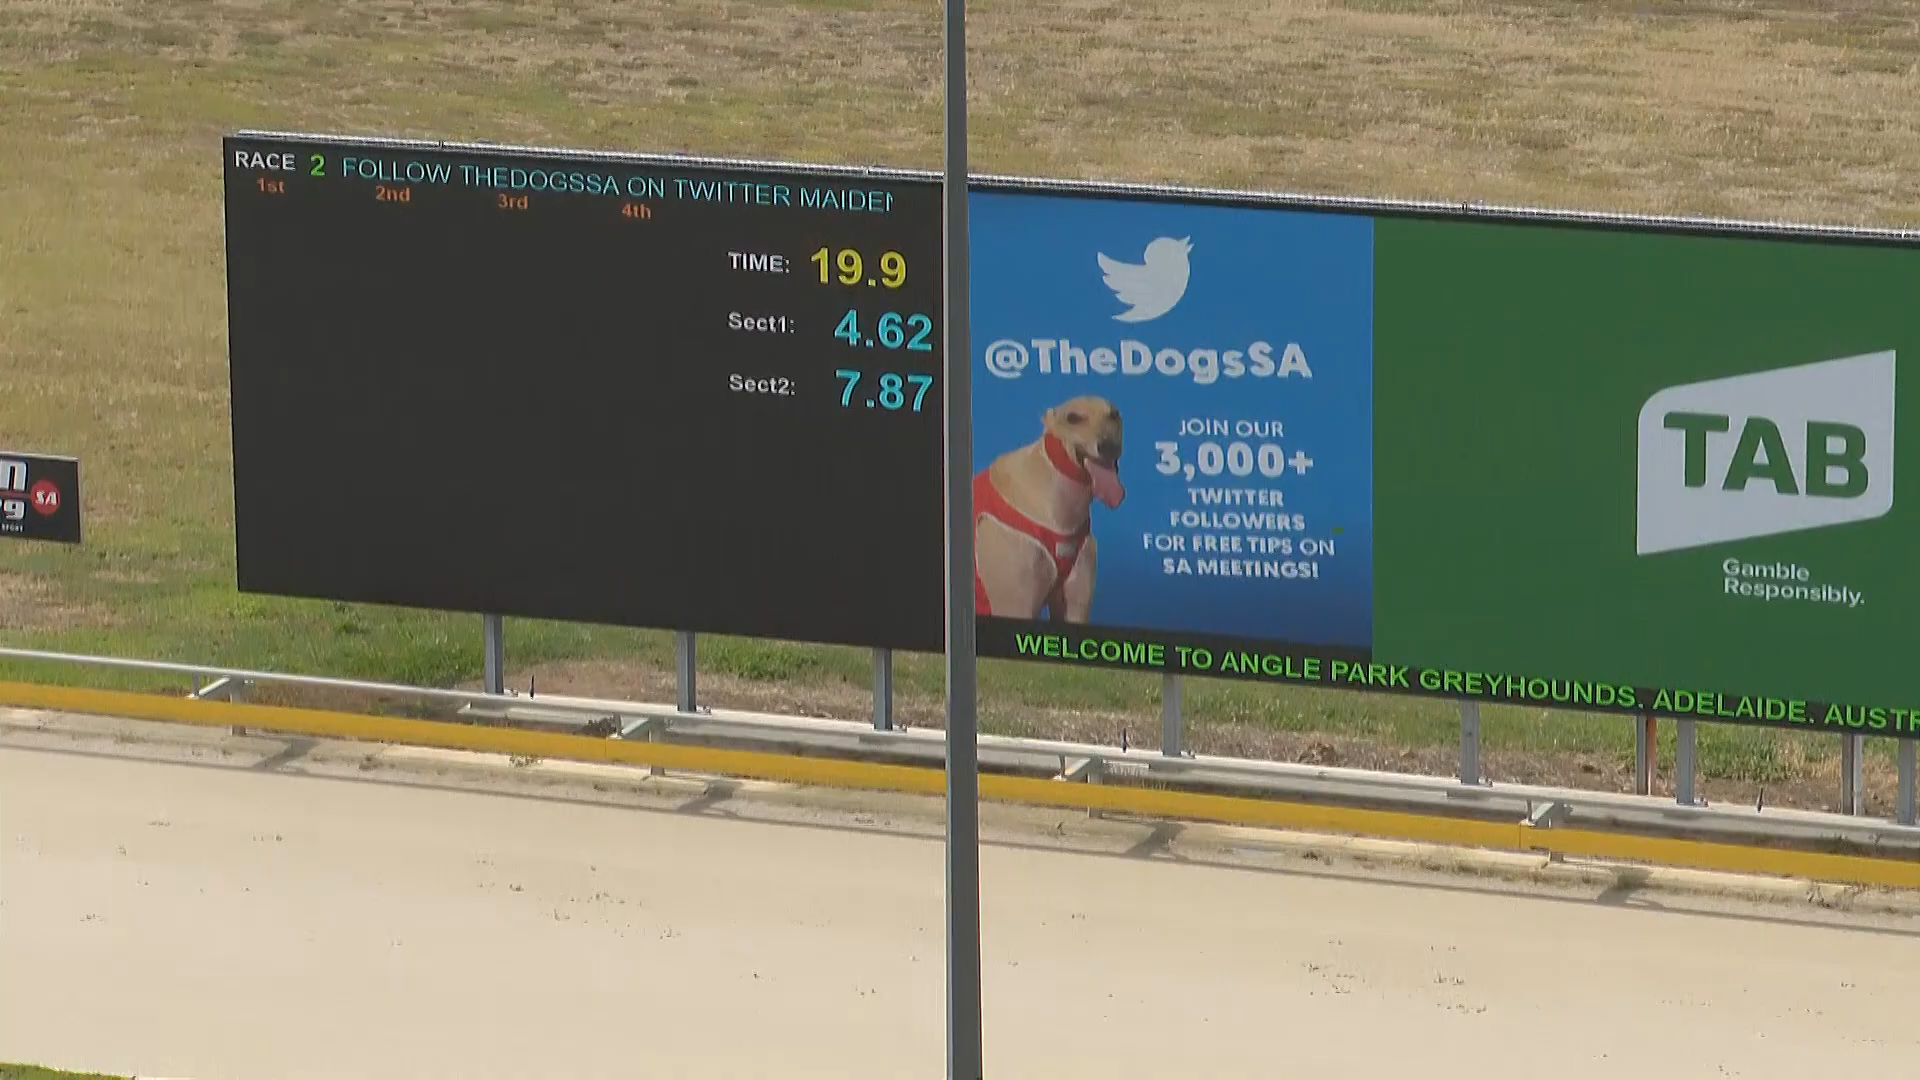 RACE 2 FOLLOW THEDOGSSA ON TWITTER MAIDEN
1st 2nd 3rd 4th
TIME: 19.9
Sect1: 4.62
Sect2: 7.87
@TheDogsSA
JOIN OUR
3,000+
TWITTER
FOLLOWERS
FOR FREE TIPS ON
SA MEETINGS!
TAB
Gamble
Responsibly.
WELCOME TO ANGLE PARK GREYHOUNDS. ADELAIDE. AUSTR
SA